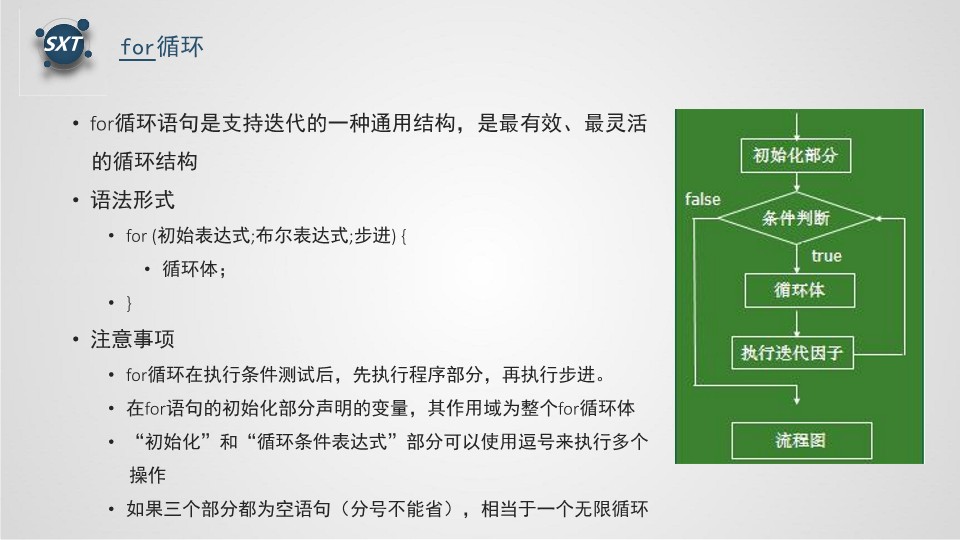 SXT
for循环
• for循环语句是支持迭代的一种通用结构，是最有效、最灵活
的循环结构
• 语法形式
• for (初始表达式;布尔表达式;步进) {
• 循环体；
• }
• 注意事项
• for循环在执行条件测试后，先执行程序部分，再执行步进。
• 在for语句的初始化部分声明的变量，其作用域为整个for循环体
• “初始化”和“循环条件表达式”部分可以使用逗号来执行多个
操作
• 如果三个部分都为空语句（分号不能省），相当于一个无限循环
初始化部分
false
条件判断
true
循环体
执行迭代因子
流程图